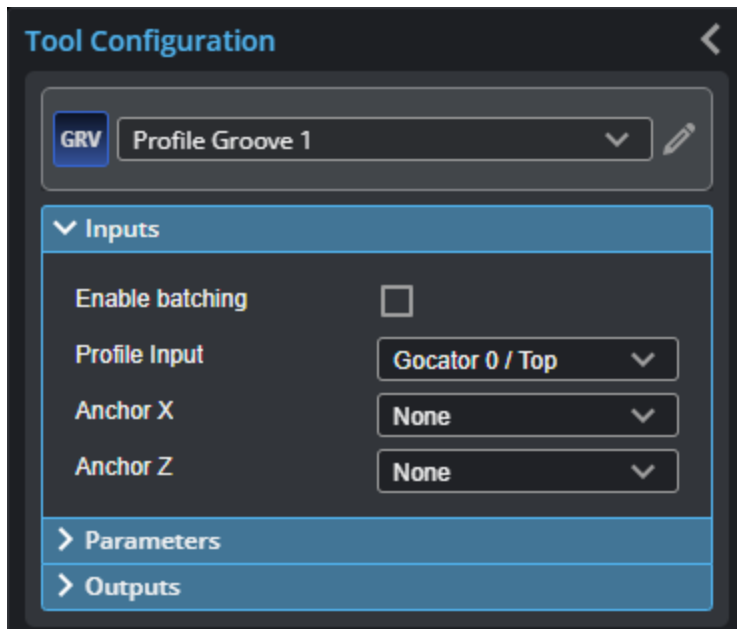 Tool Configuration
GRV Profile Groove 1
Inputs
Enable batching
Profile Input Gocator 0 / Top
Anchor X None
Anchor Z None
Parameters
Outputs